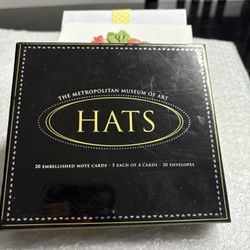 THE METROPOLITAN MUSEUM OF ART
HATS
20 EMBELLISHED NOTE CARDS · 5 EACH OF 4 CARDS · 20 ENVELOPES